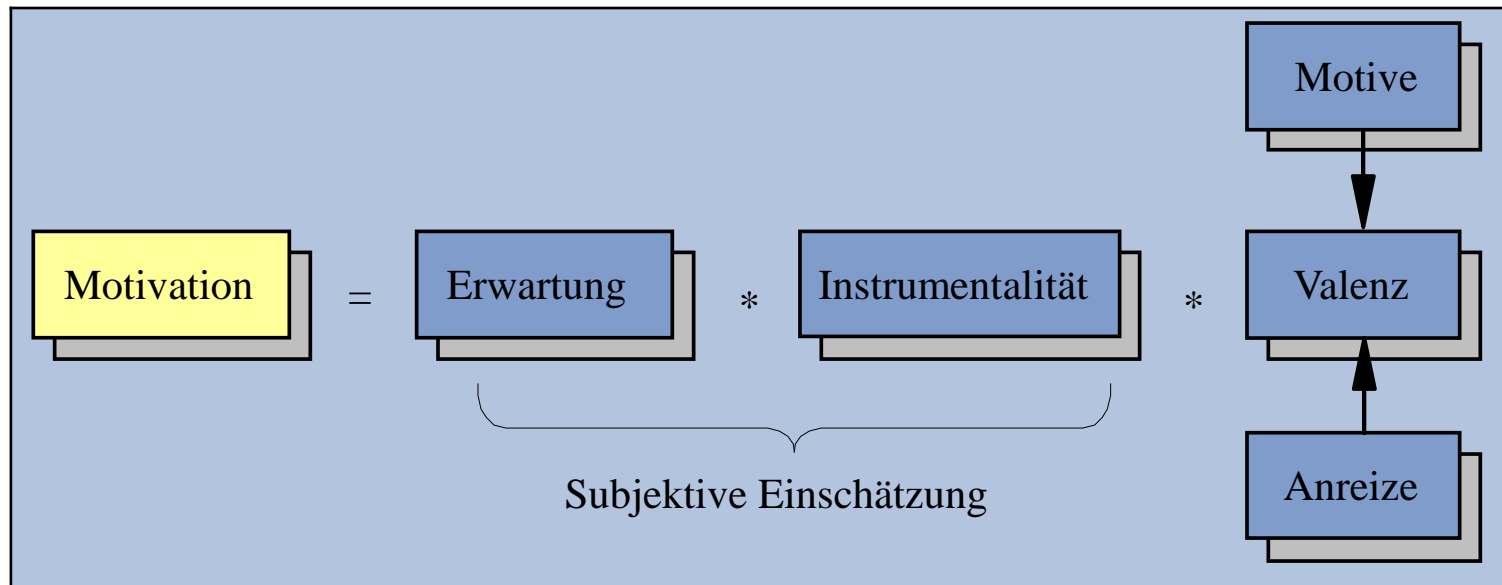 Motive
Motivation = Erwartung * Instrumentalität * Valenz
Subjektive Einschätzung
Anreize